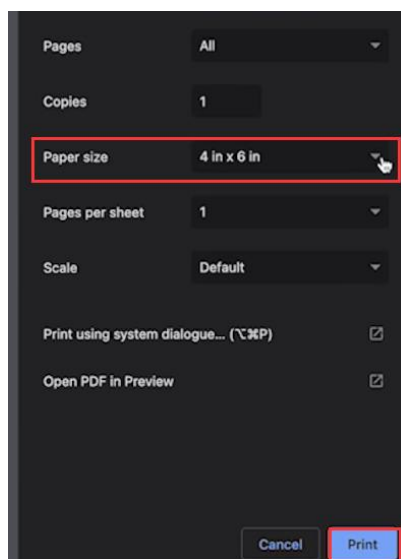 Pages All
Copies 1
Paper size 4 in x 6 in
Pages per sheet 1
Scale Default
Print using system dialogue... (⌥⌘P)
Open PDF in Preview
Cancel Print